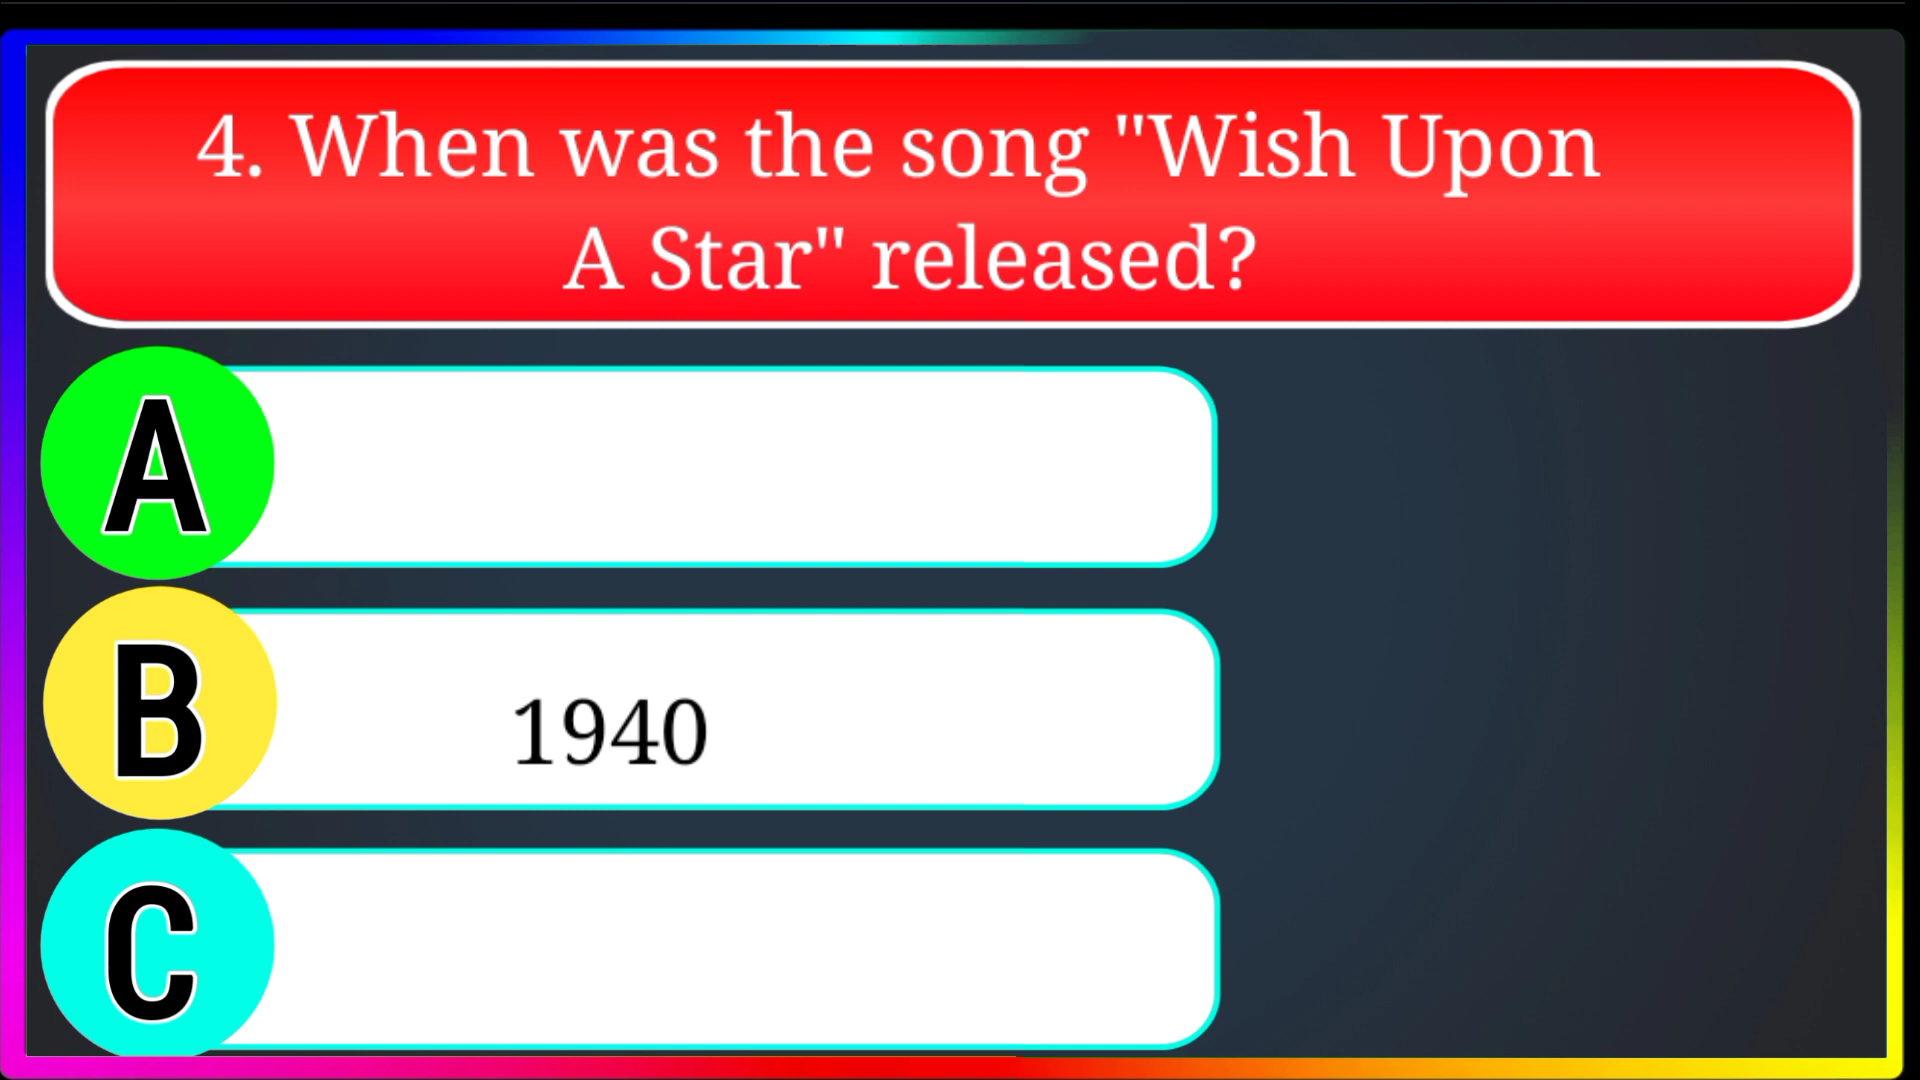 4. When was the song "Wish Upon
A Star" released?
A
B
1940
C